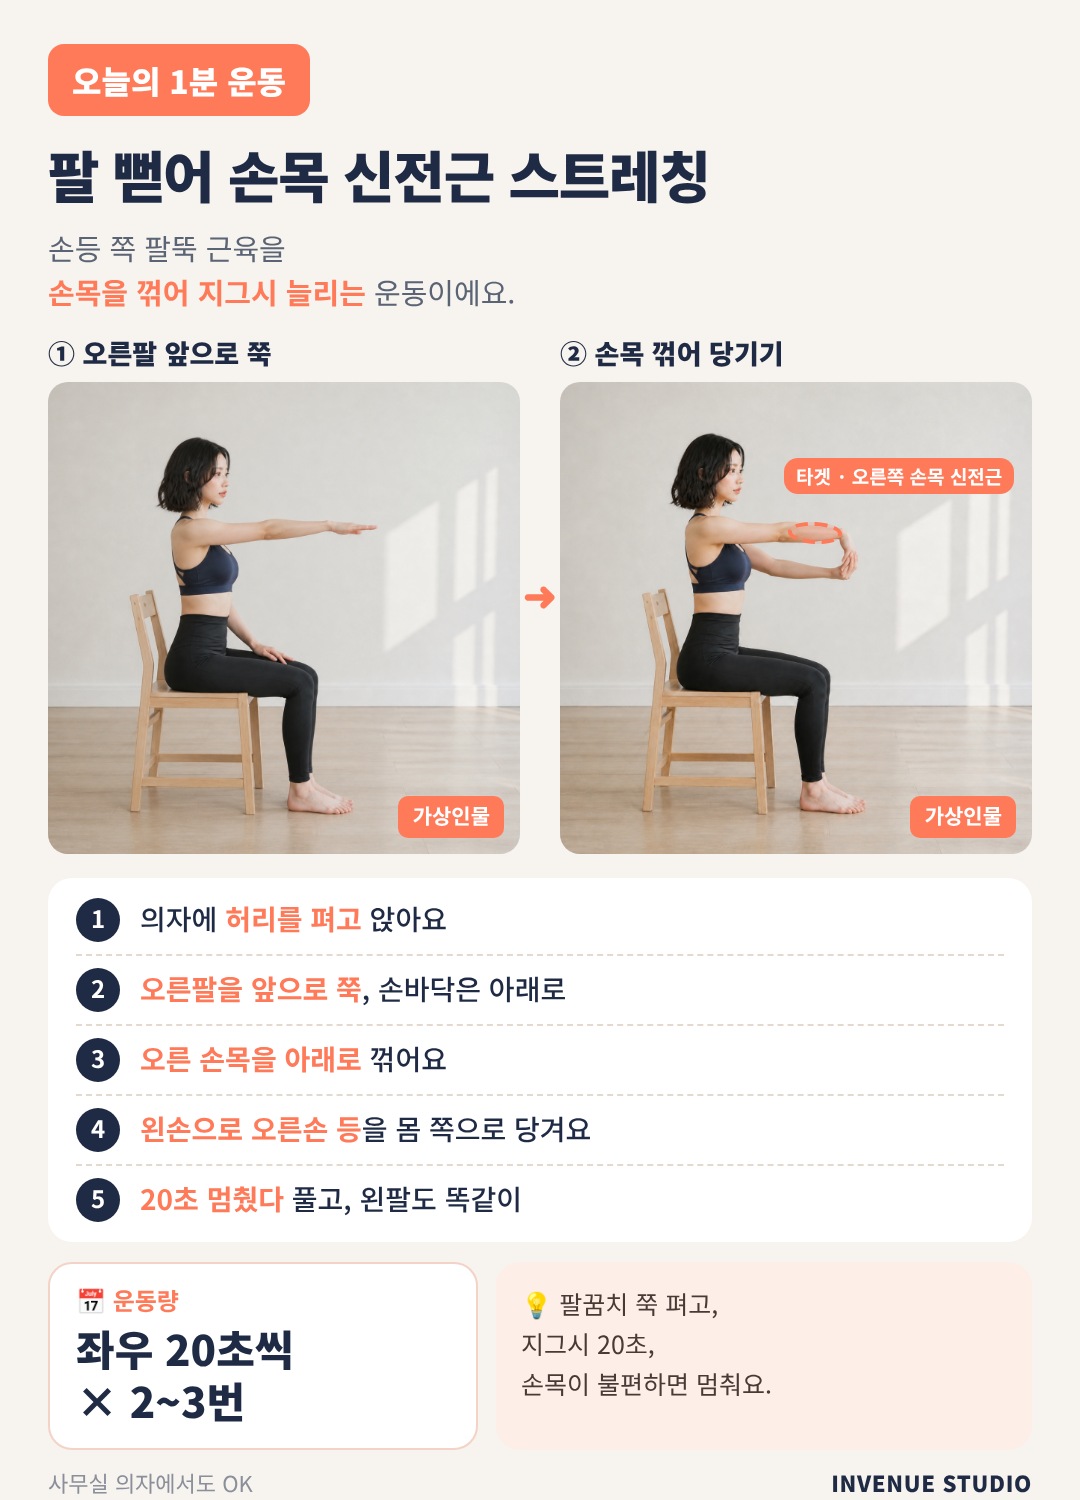 오늘의 1분 운동
팔 뻗어 손목 신전근 스트레칭
손등 쪽 팔뚝 근육을
손목을 꺾어 지그시 늘리는 운동이에요.
① 오른팔 앞으로 쭉
② 손목 꺾어 당기기
타겟 · 오른쪽 손목 신전근
가상인물
가상인물
1 의자에 허리를 펴고 앉아요
2 오른팔을 앞으로 쭉, 손바닥은 아래로
3 오른 손목을 아래로 꺾어요
4 왼손으로 오른손 등을 몸 쪽으로 당겨요
5 20초 멈췄다 풀고, 왼팔도 똑같이
📅 운동량
좌우 20초씩
× 2~3번
💡 팔꿈치 쭉 펴고,
지그시 20초,
손목이 불편하면 멈춰요.
사무실 의자에서도 OK
INVENUE STUDIO